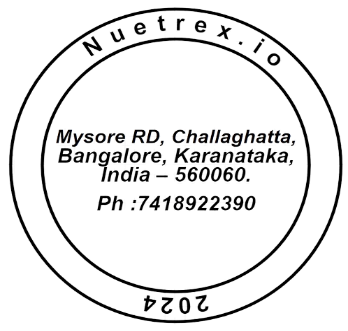 Nuetrex.io
Mysore RD, Challaghatta,
Bangalore, Karanataka,
India – 560060.
Ph :7418922390
2024